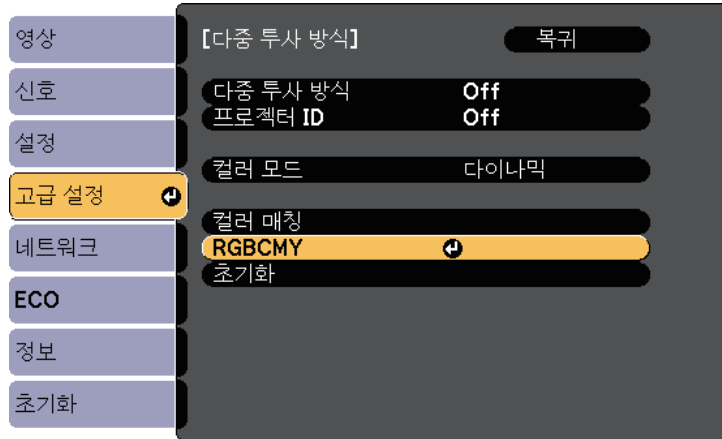 영상
신호
설정
고급 설정
네트워크
ECO
정보
초기화
[다중 투사 방식] 복귀
다중 투사 방식 Off
프로젝터 ID Off
컬러 모드 다이나믹
컬러 매칭
RGBCMY
초기화